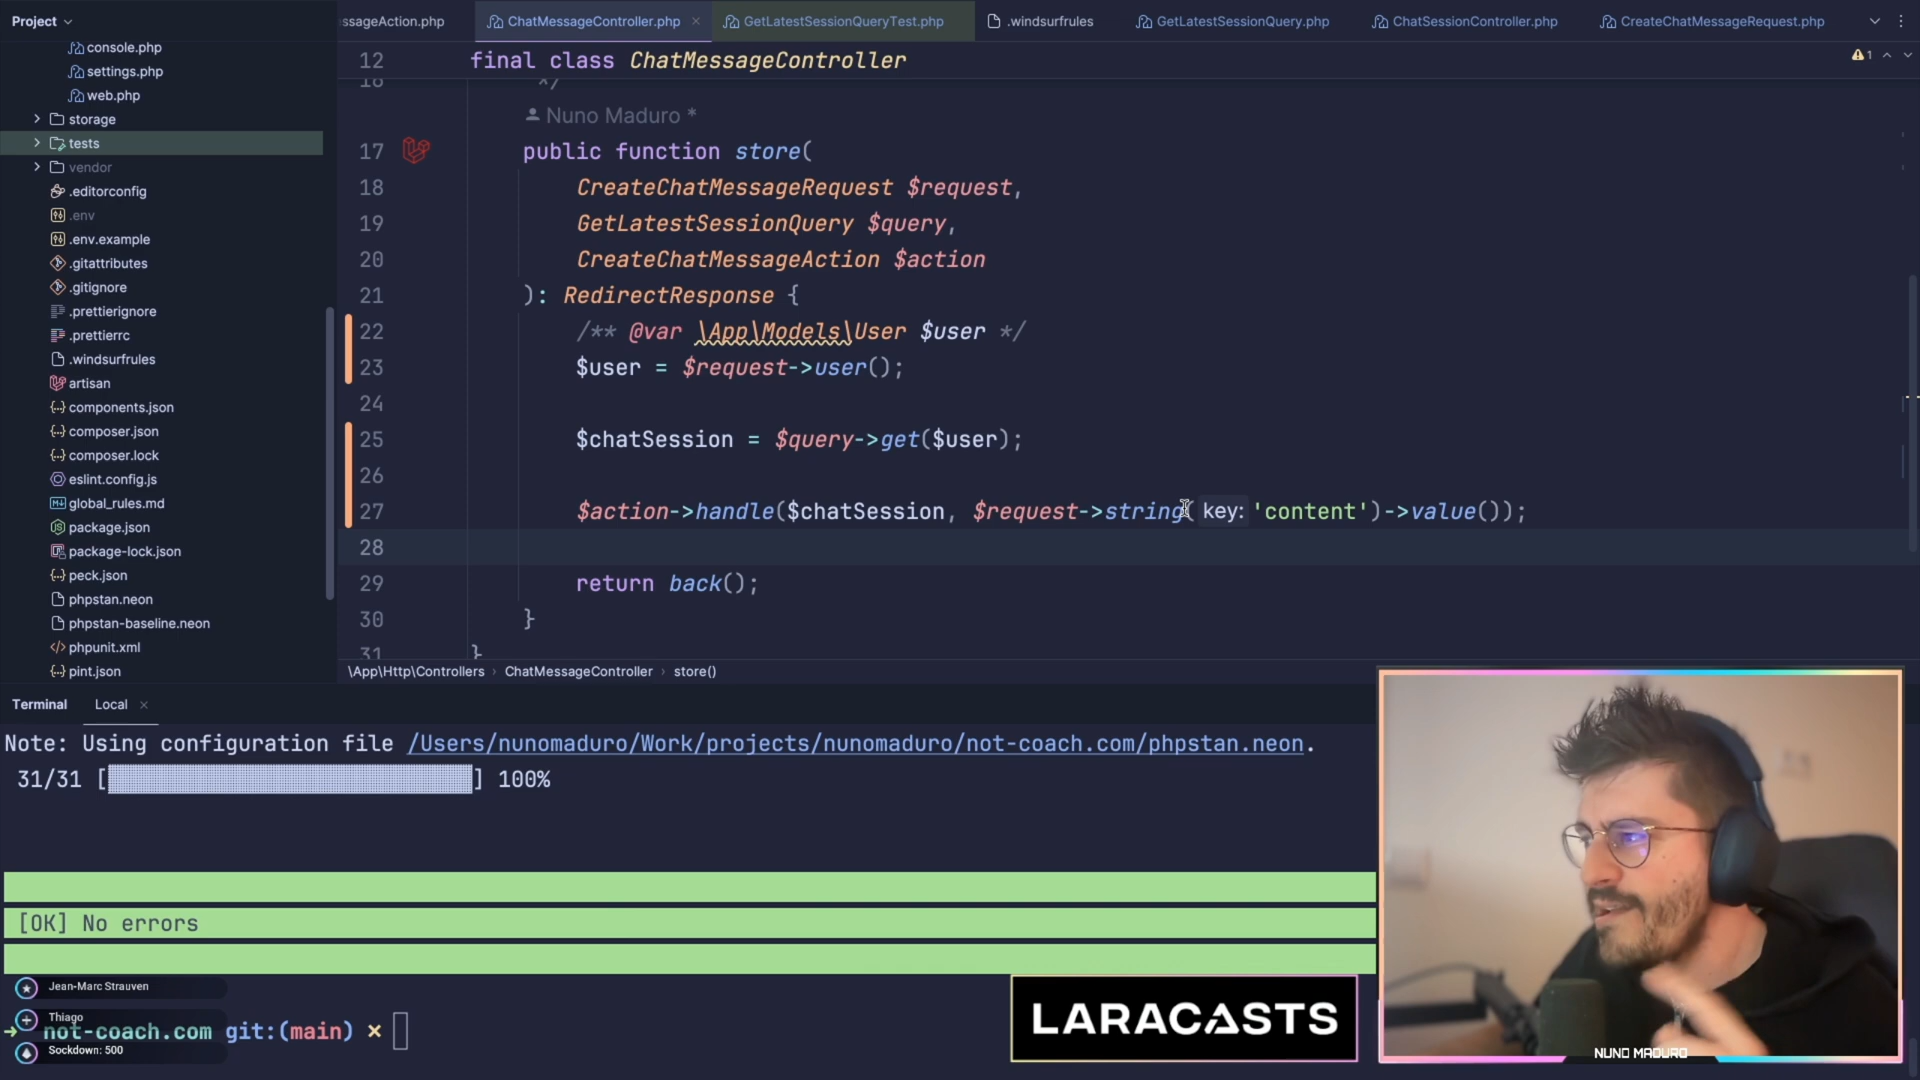 Project
ssageAction.php
ChatMessageController.php
GetLatestSessionQueryTest.php
.windsurfrules
GetLatestSessionQuery.php
ChatSessionController.php
CreateChatMessageRequest.php
console.php
settings.php
web.php
storage
tests
vendor
.editorconfig
.env
.env.example
.gitattributes
.gitignore
.prettierignore
.prettierrc
.windsurfrules
artisan
components.json
composer.json
composer.lock
eslint.config.js
global_rules.md
package.json
package-lock.json
peck.json
phpstan.neon
phpstan-baseline.neon
phpunit.xml
pint.json
12 final class ChatMessageController
1
16 */
Nuno Maduro *
17 public function store(
18 CreateChatMessageRequest $request,
19 GetLatestSessionQuery $query,
20 CreateChatMessageAction $action
21 ): RedirectResponse {
22 /** @var \App\Models\User $user */
23 $user = $request->user();
24
25 $chatSession = $query->get($user);
26
27 $action->handle($chatSession, $request->string( key: 'content')->value());
28
29 return back();
30 }
31 }
\App\Http\Controllers › ChatMessageController › store()
Terminal Local
Note: Using configuration file /Users/nunomaduro/Work/projects/nunomaduro/not-coach.com/phpstan.neon.
31/31 [ ] 100%
[OK] No errors
Jean-Marc Strauven
Thiago
not-coach.com git:(main) ×
Sockdown: 500
LARACASTS
NUNO MADURO